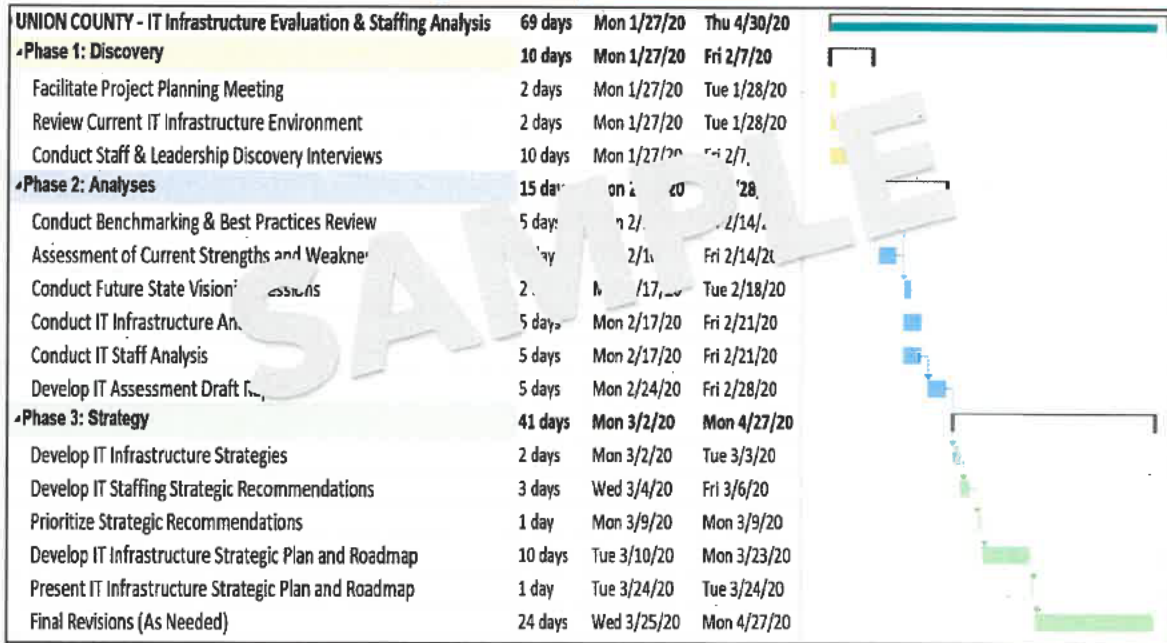 UNION COUNTY - IT Infrastructure Evaluation & Staffing Analysis 69 days Mon 1/27/20 Thu 4/30/20
Phase 1: Discovery 10 days Mon 1/27/20 Fri 2/7/20
Facilitate Project Planning Meeting 2 days Mon 1/27/20 Tue 1/28/20
Review Current IT Infrastructure Environment 2 days Mon 1/27/20 Tue 1/28/20
Conduct Staff & Leadership Discovery Interviews 10 days Mon 1/27/20 Fri 2/7
Phase 2: Analyses 15
Conduct Benchmarking & Best Practices Review 5 2/14/
Assessment of Current Strengths and Fri 2/14/
Conduct Future State Tue 2/18/20
Conduct IT Infrastructure 5 days Mon 2/17/20 Fri 2/21/20
Conduct IT Staff Analysis 5 days Mon 2/17/20 Fri 2/21/20
Develop IT Assessment Draft 5 days Mon 2/24/20 Fri 2/28/20
Phase 3: Strategy 41 days Mon 3/2/20 Mon 4/27/20
Develop IT Infrastructure Strategies 2 days Mon 3/2/20 Tue 3/3/20
Develop IT Staffing Strategic Recommendations 3 days Wed 3/4/20 Fri 3/6/20
Prioritize Strategic Recommendations 1 day Mon 3/9/20 Mon 3/9/20
Develop IT Infrastructure Strategic Plan and Roadmap 10 days Tue 3/10/20 Mon 3/23/20
Present IT Infrastructure Strategic Plan and Roadmap 1 day Tue 3/24/20 Tue 3/24/20
Final Revisions (As Needed) 24 days Wed 3/25/20 Mon 4/27/20
SAMPLE